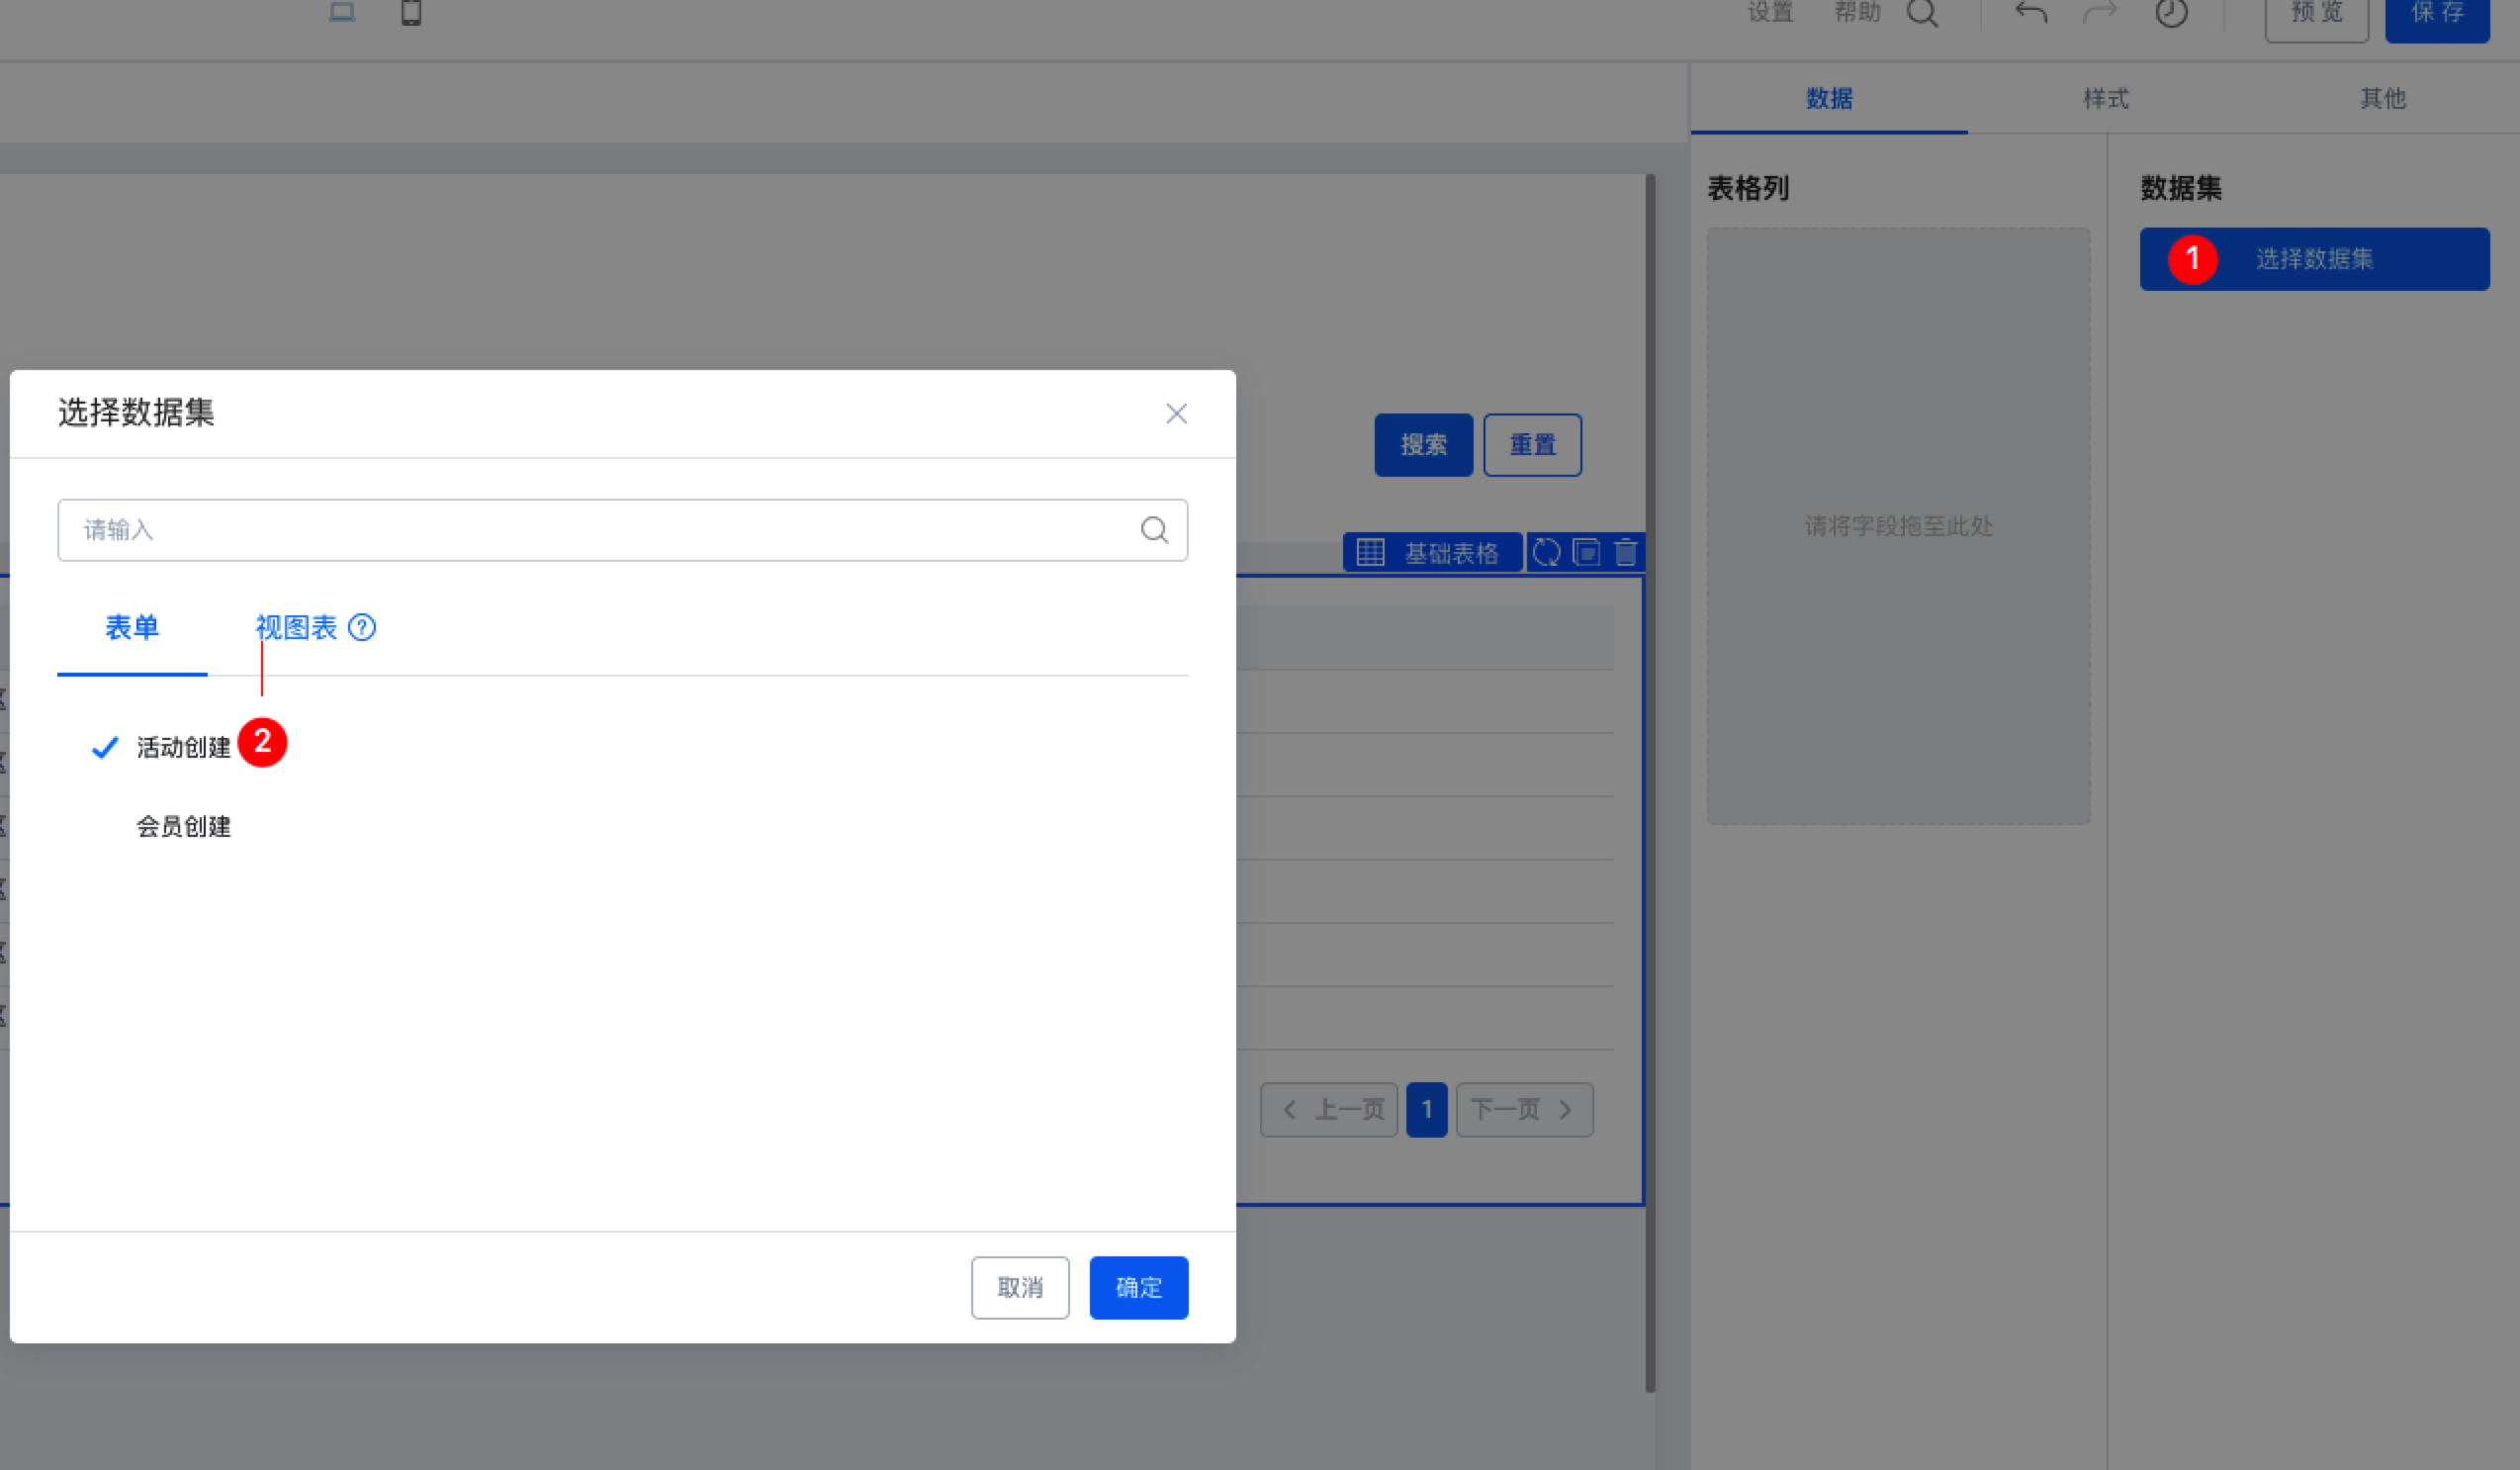 设置 帮助 预 览 保 存
数据 样式 其他
表格列 数据集
1 选择数据集
选择数据集
搜索 重置
请输入
请将字段拖至此处
基础表格
表单 视图表 ?
活动创建 2
会员创建
上一页 1 下一页
取消 确定